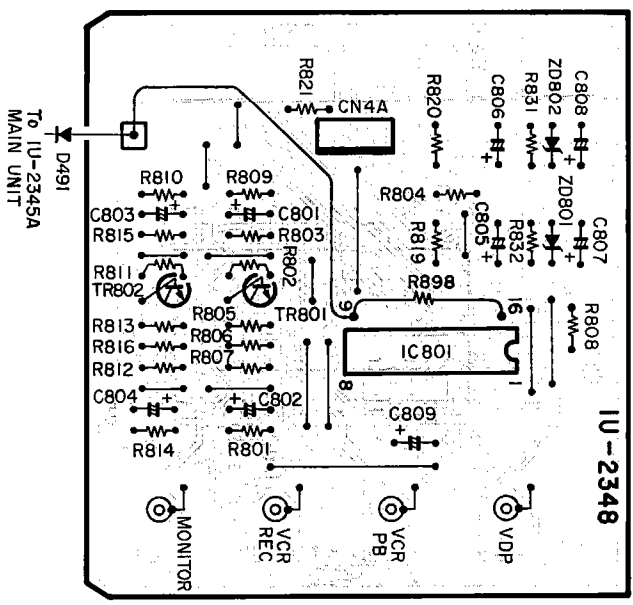 R821
CN4A
R820
C806
+
R831
ZD802
C808
+
To IU-2345A
MAIN UNIT
D491
R810
R809
R804
ZD801
C803
+
+
C801
C805
+
R832
C807
+
R815
R803
R819
R811
R802
TR802
R898
R805
TR801
9
16
R813
R806
R808
R816
R807
IC801
R812
8
1
C804
+
+
C802
C809
+
R814
R801
IU-2348
MONITOR
VCR
REC
VCR
PB
VDP